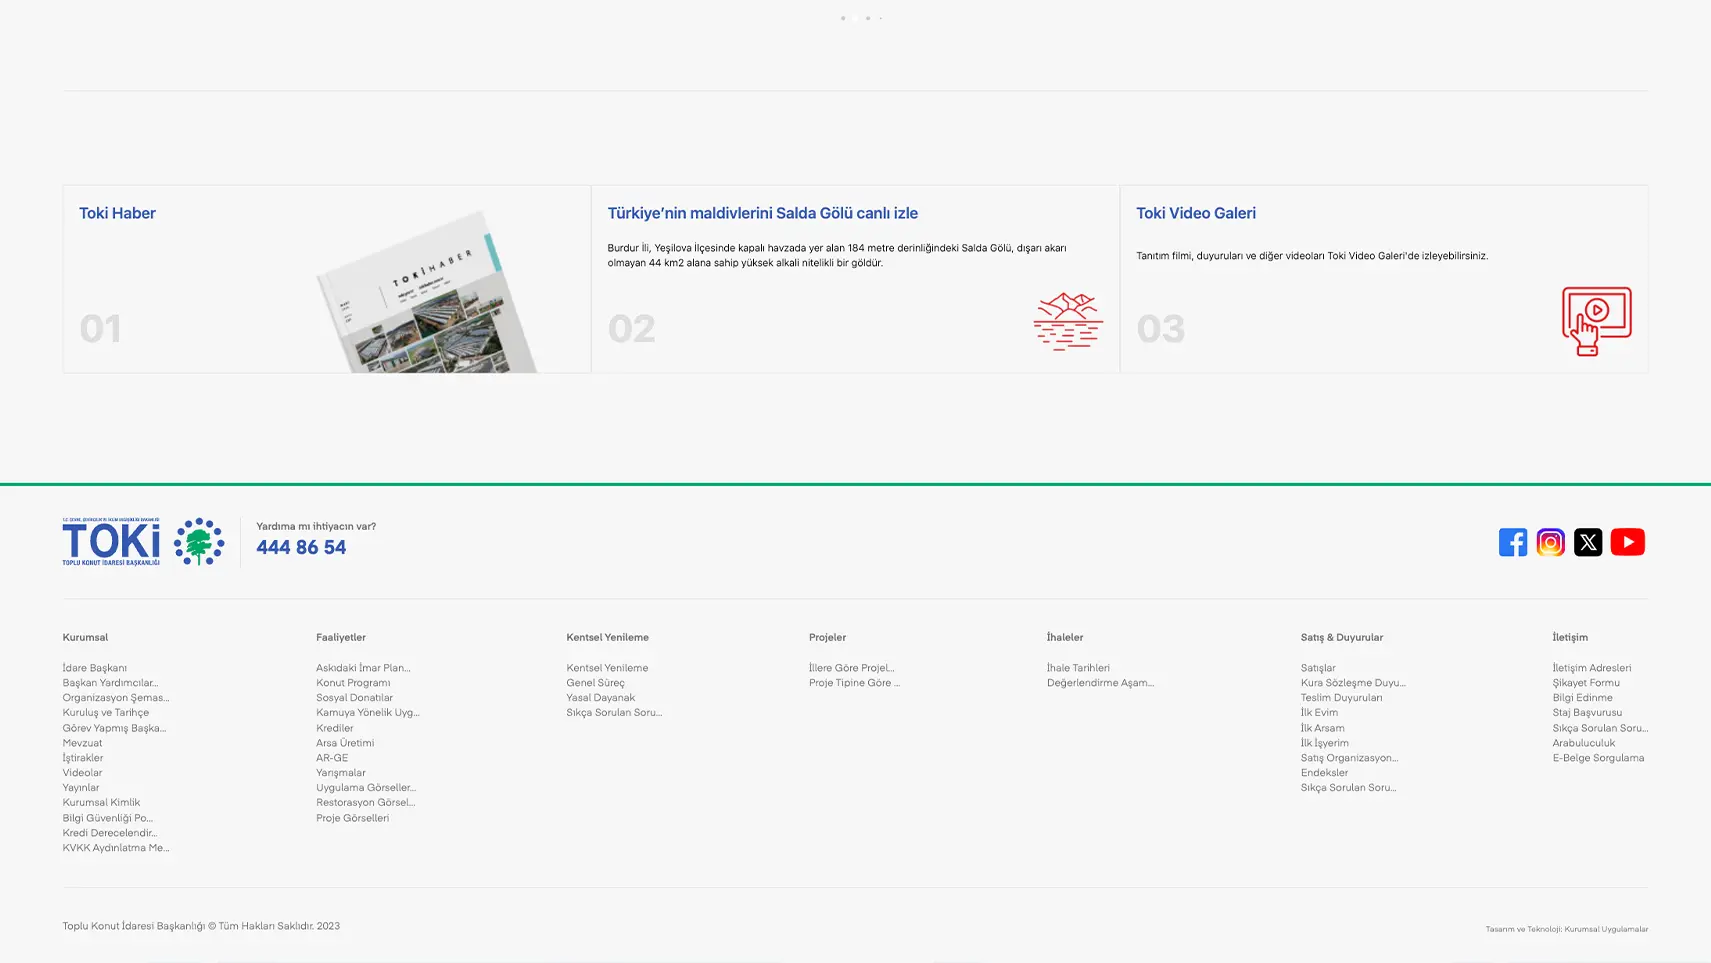 Toki Haber
TOKİHABER
01
Türkiye’nin maldivlerini Salda Gölü canlı izle
Burdur İli, Yeşilova İlçesinde kapalı havzada yer alan 184 metre derinliğindeki Salda Gölü, dışarı akarı
olmayan 44 km2 alana sahip yüksek alkali nitelikli bir göldür.
02
Toki Video Galeri
Tanıtım filmi, duyuruları ve diğer videoları Toki Video Galeri'de izleyebilirsiniz.
03
TOKİ
TOPLU KONUT İDARESİ BAŞKANLIĞI
Yardıma mı ihtiyacın var?
444 86 54
Kurumsal
İdare Başkanı
Başkan Yardımcılar...
Organizasyon Şemas...
Kuruluş ve Tarihçe
Görev Yapmış Başka...
Mevzuat
İştirakler
Videolar
Yayınlar
Kurumsal Kimlik
Bilgi Güvenliği Po...
Kredi Derecelendir...
KVKK Aydınlatma Me...
Faaliyetler
Askıdaki İmar Plan...
Konut Programı
Sosyal Donatılar
Kamuya Yönelik Uyg...
Krediler
Arsa Üretimi
AR-GE
Yarışmalar
Uygulama Görseller...
Restorasyon Görsel...
Proje Görselleri
Kentsel Yenileme
Kentsel Yenileme
Genel Süreç
Yasal Dayanak
Sıkça Sorulan Soru...
Projeler
İllere Göre Projel...
Proje Tipine Göre ...
İhaleler
İhale Tarihleri
Değerlendirme Aşam...
Satış & Duyurular
Satışlar
Kura Sözleşme Duyu...
Teslim Duyuruları
İlk Evim
İlk Arsam
İlk İşyerim
Satış Organizasyon...
Endeksler
Sıkça Sorulan Soru...
İletişim
İletişim Adresleri
Şikayet Formu
Bilgi Edinme
Staj Başvurusu
Sıkça Sorulan Soru...
Arabuluculuk
E-Belge Sorgulama
Toplu Konut İdaresi Başkanlığı © Tüm Hakları Saklıdır. 2023
Tasarım ve Teknoloji: Kurumsal Uygulamalar